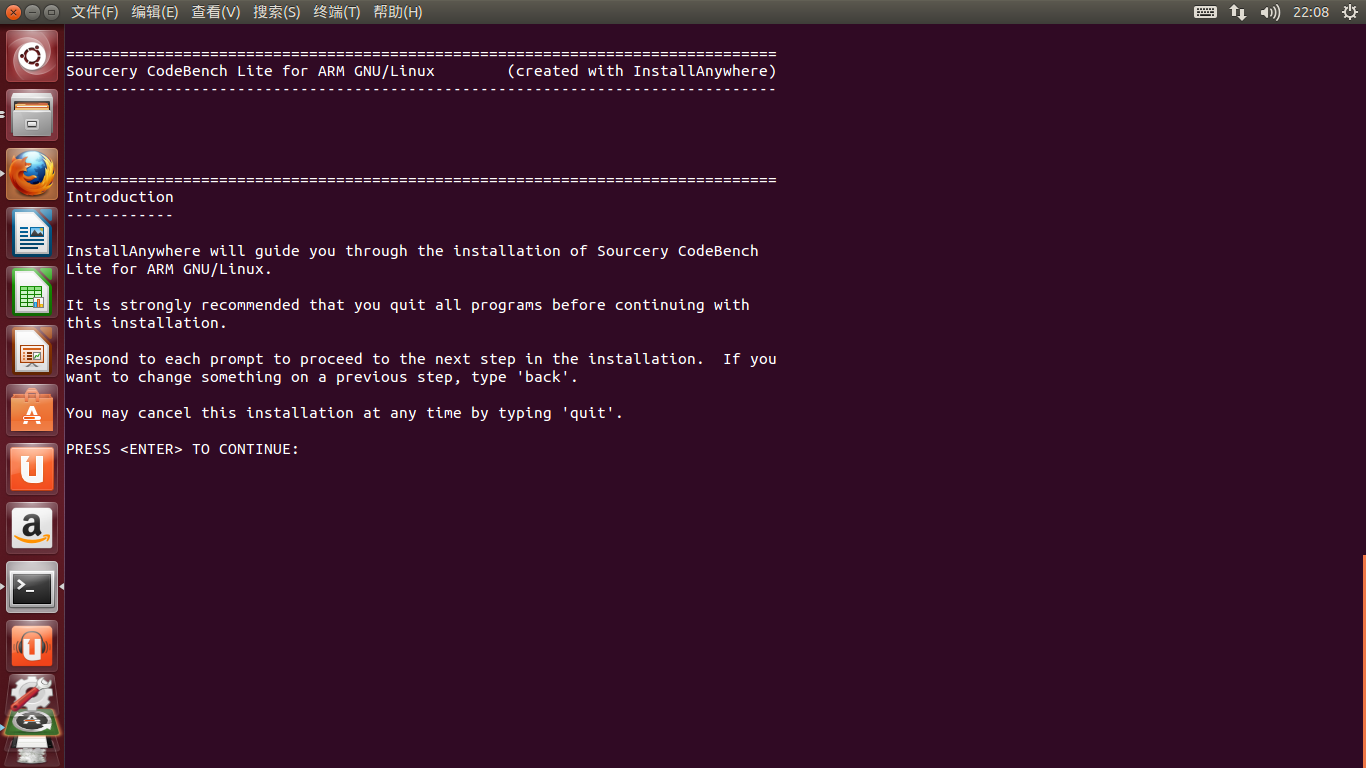 文件(F) 编辑(E) 查看(V) 搜索(S) 终端(T) 帮助(H) 22:08
===============================================================================
Sourcery CodeBench Lite for ARM GNU/Linux        (created with InstallAnywhere)
-------------------------------------------------------------------------------
===============================================================================
Introduction
------------
InstallAnywhere will guide you through the installation of Sourcery CodeBench
Lite for ARM GNU/Linux.
It is strongly recommended that you quit all programs before continuing with
this installation.
Respond to each prompt to proceed to the next step in the installation.  If you
want to change something on a previous step, type 'back'.
You may cancel this installation at any time by typing 'quit'.
PRESS <ENTER> TO CONTINUE: